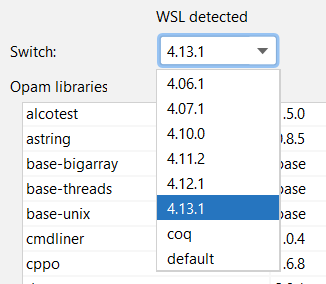 WSL detected
Switch: 4.13.1
Opam libraries
4.06.1
4.07.1
4.10.0
4.11.2
4.12.1
4.13.1
coq
default
alcotest .5.0
astring 0.8.5
base-bigarray base
base-threads base
base-unix base
cmdliner .0.4
cppo .6.8